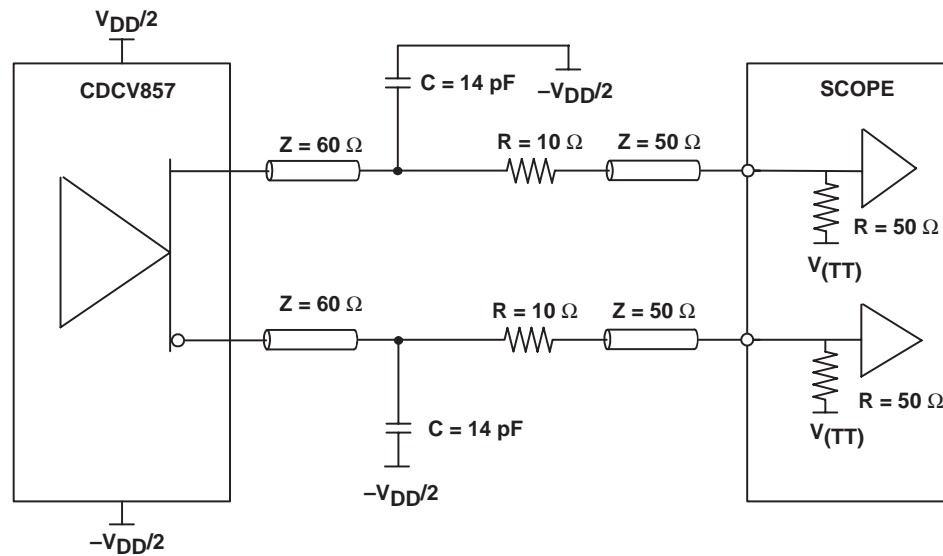 VDD/2
CDCV857
C = 14 pF
–VDD/2
SCOPE
Z = 60 Ω
R = 10 Ω
Z = 50 Ω
R = 50 Ω
V(TT)
Z = 60 Ω
R = 10 Ω
Z = 50 Ω
R = 50 Ω
V(TT)
C = 14 pF
–VDD/2
–VDD/2